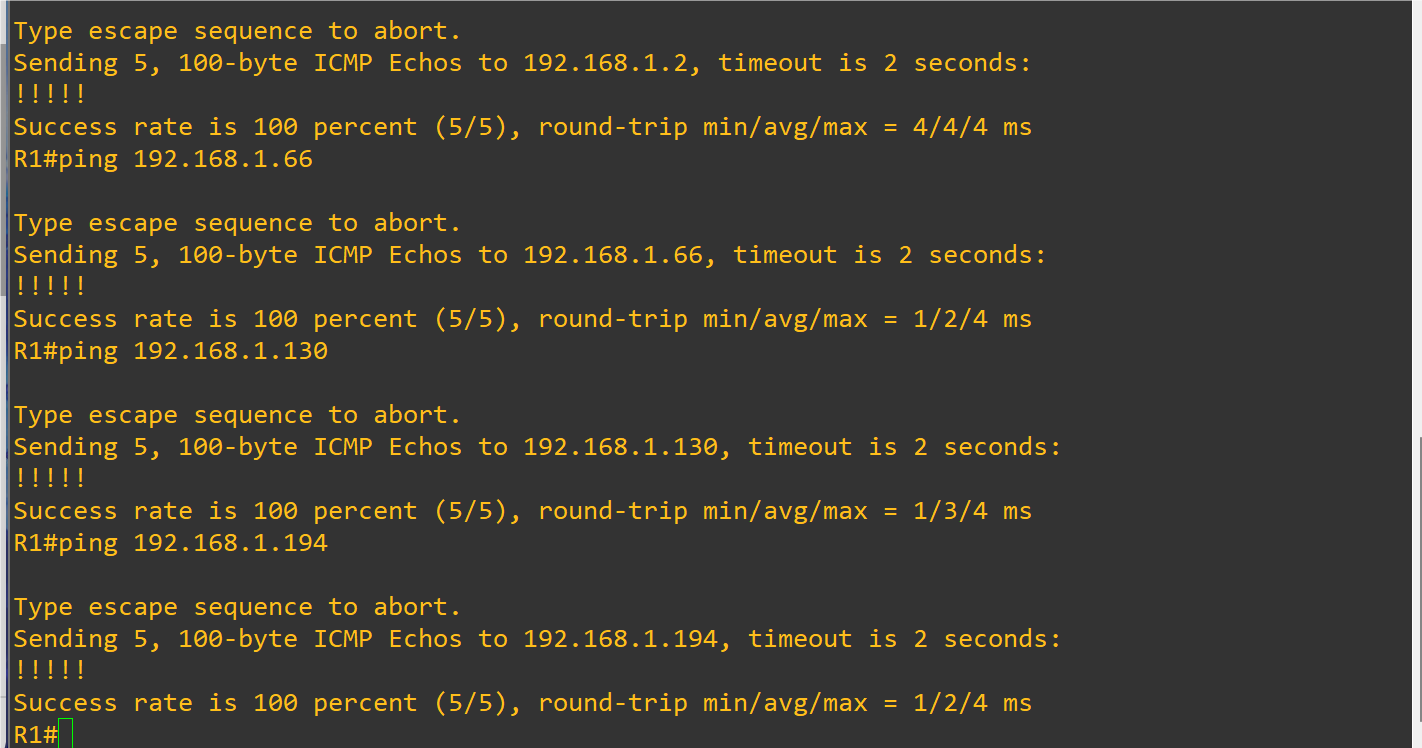 Type escape sequence to abort.
Sending 5, 100-byte ICMP Echos to 192.168.1.2, timeout is 2 seconds:
!!!!!
Success rate is 100 percent (5/5), round-trip min/avg/max = 4/4/4 ms
R1#ping 192.168.1.66
Type escape sequence to abort.
Sending 5, 100-byte ICMP Echos to 192.168.1.66, timeout is 2 seconds:
!!!!!
Success rate is 100 percent (5/5), round-trip min/avg/max = 1/2/4 ms
R1#ping 192.168.1.130
Type escape sequence to abort.
Sending 5, 100-byte ICMP Echos to 192.168.1.130, timeout is 2 seconds:
!!!!!
Success rate is 100 percent (5/5), round-trip min/avg/max = 1/3/4 ms
R1#ping 192.168.1.194
Type escape sequence to abort.
Sending 5, 100-byte ICMP Echos to 192.168.1.194, timeout is 2 seconds:
!!!!!
Success rate is 100 percent (5/5), round-trip min/avg/max = 1/2/4 ms
R1#